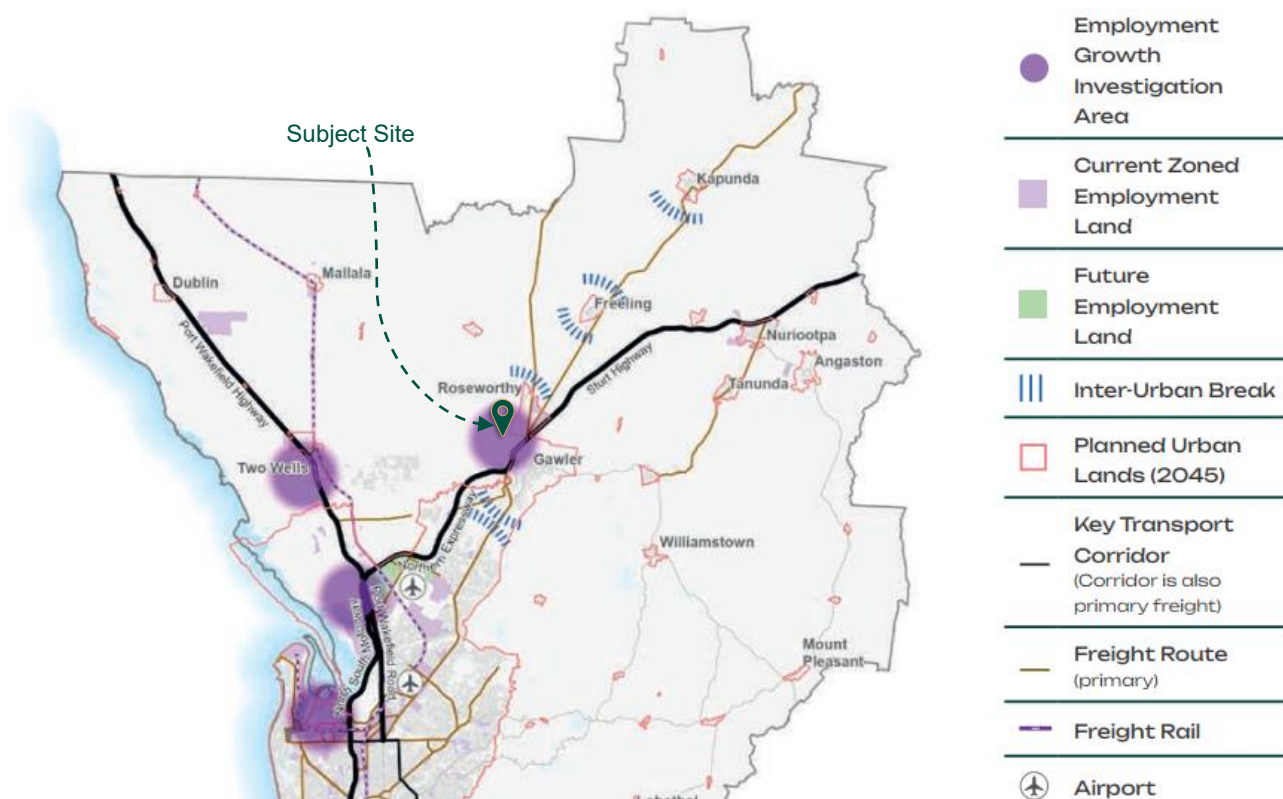 Subject Site
Kapunda
Dublin
Mallala
Freeling
Port Wakefield Highway
Nuriootpa
Sturt Highway
Angaston
Roseworthy
Tanunda
Two Wells
Gawler
Northern Expressway
Williamstown
Port Wakefield Road
North South Motorway
Mount
Pleasant
Employment
Growth
Investigation
Area
Current Zoned
Employment
Land
Future
Employment
Land
Inter-Urban Break
Planned Urban
Lands (2045)
Key Transport
Corridor
(Corridor is also
primary freight)
Freight Route
(primary)
Freight Rail
Airport